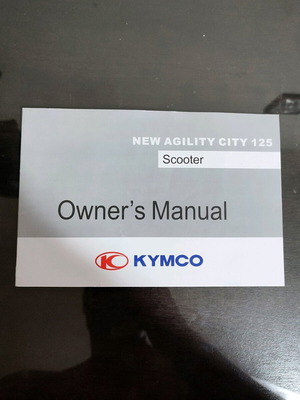 NEW AGILITY CITY 125
Scooter
Owner's Manual
KYMCO